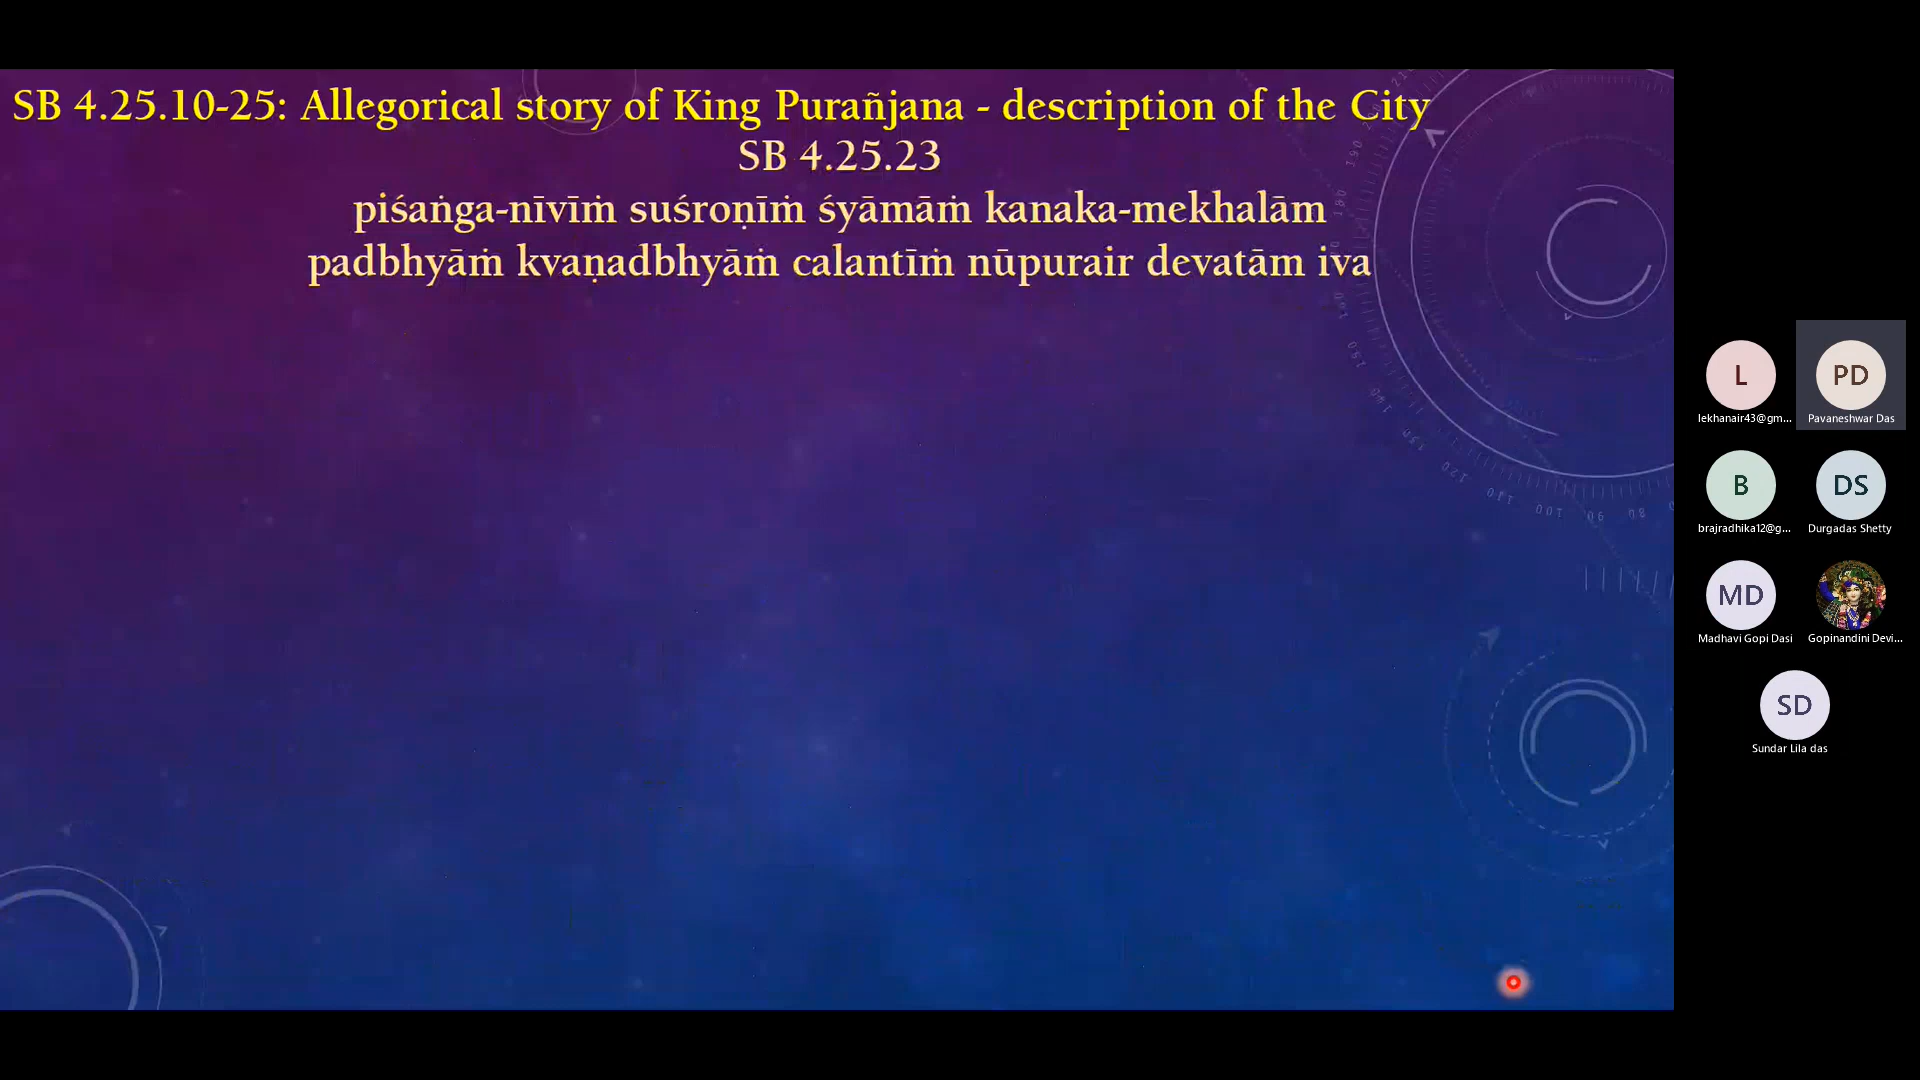 SB 4.25.10-25: Allegorical story of King Purañjana - description of the City
SB 4.25.23
piśaṅga-nīvīṁ suśroṇīṁ śyāmāṁ kanaka-mekhalām
padbhyāṁ kvaṇadbhyāṁ calantīṁ nūpurair devatām iva
L
PD
lekhanair43@gm...
Pavaneshwar Das
B
DS
brajradhika12@g...
Durgadas Shetty
MD
Madhavi Gopi Dasi
Gopinandini Devi...
SD
Sundar Lila das